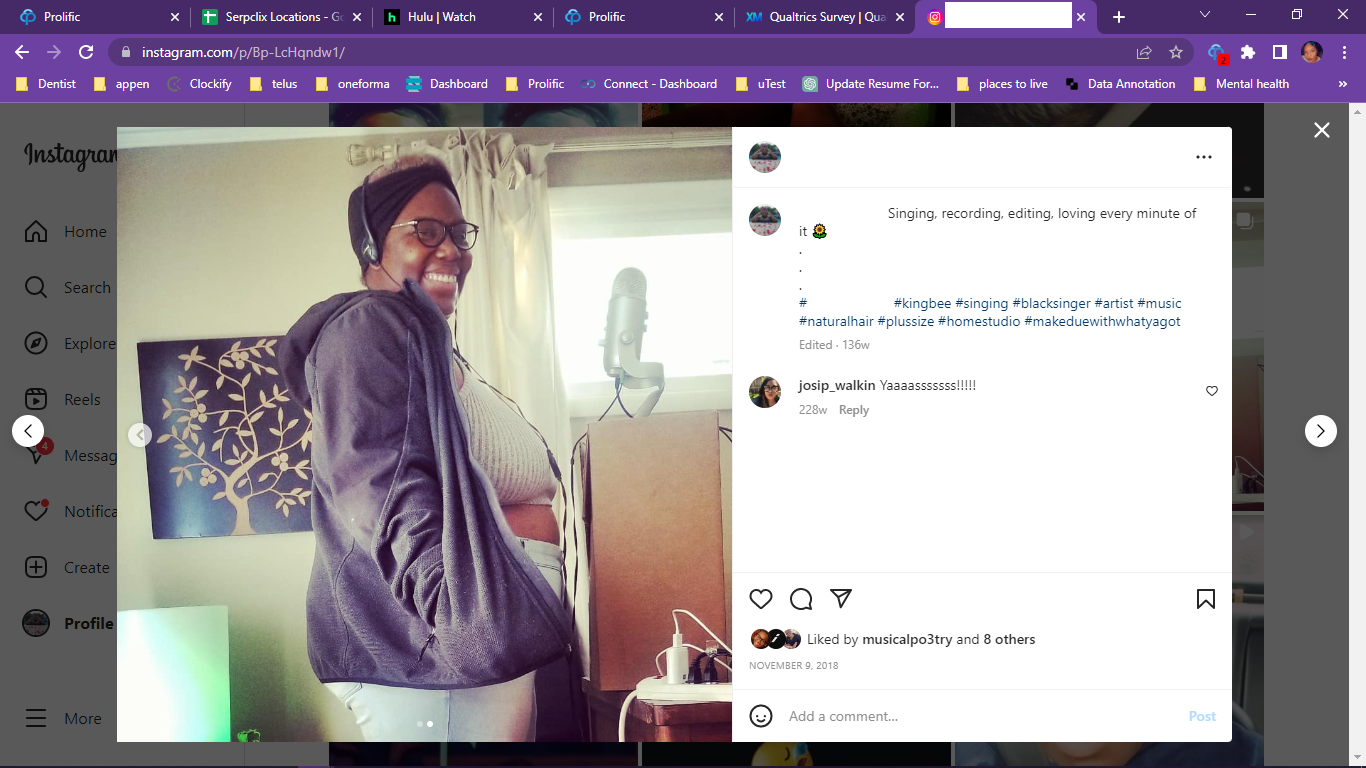 Prolific
Serpclix Locations - Go
Hulu | Watch
Prolific
Qualtrics Survey | Qua
instagram.com/p/Bp-LcHqndw1/
2
Dentist
appen
Clockify
telus
oneforma
Dashboard
Prolific
Connect - Dashboard
uTest
Update Resume For...
places to live
Data Annotation
Mental health
»
Instagram
Home
Search
Explore
Reels
4
Messag
Notifica
Create
Profile
More
Singing, recording, editing, loving every minute of
it 🌻
.
.
.
# #kingbee #singing #blacksinger #artist #music
#naturalhair #plussize #homestudio #makeduewithwhatyagot
Edited · 136w
josip_walkin Yaaaasssssss!!!!!
228w Reply
Liked by musicalpo3try and 8 others
NOVEMBER 9, 2018
Add a comment...
Post